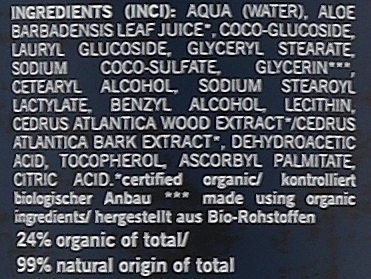 INGREDIENTS (INCI): AQUA (WATER), ALOE
BARBADENSIS LEAF JUICE*, COCO-GLUCOSIDE,
LAURYL GLUCOSIDE, GLYCERYL STEARATE,
SODIUM COCO-SULFATE, GLYCERIN***,
CETEARYL ALCOHOL, SODIUM STEAROYL
LACTYLATE, BENZYL ALCOHOL, LECITHIN,
CEDRUS ATLANTICA WOOD EXTRACT*/CEDRUS
ATLANTICA BARK EXTRACT*, DEHYDROACETIC
ACID, TOCOPHEROL, ASCORBYL PALMITATE,
CITRIC ACID.*certified organic/ kontrolliert
biologischer Anbau *** made using organic
ingredients/ hergestellt aus Bio-Rohstoffen
24% organic of total/
99% natural origin of total